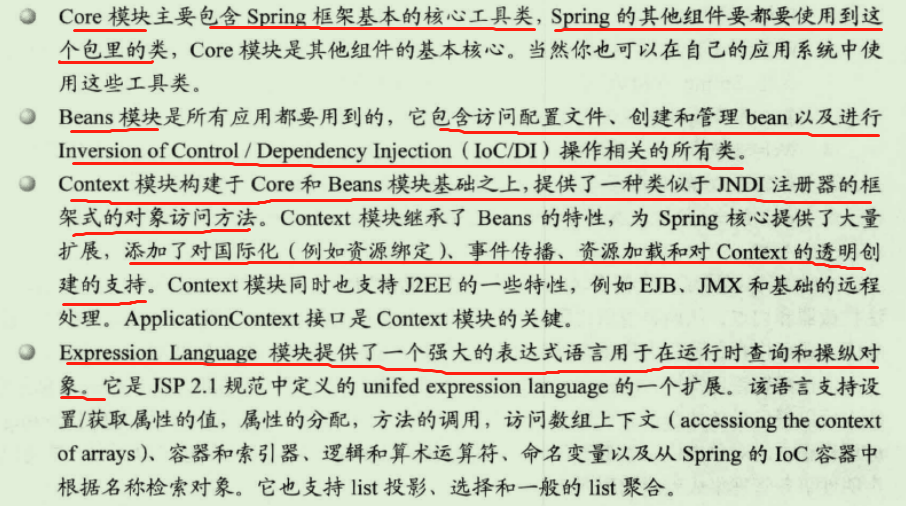 Core 模块主要包含 Spring 框架基本的核心工具类，Spring 的其他组件要都要使用到这
个包里的类，Core 模块是其他组件的基本核心。当然你也可以在自己的应用系统中使
用这些工具类。
Beans 模块是所有应用都要用到的，它包含访问配置文件、创建和管理 bean 以及进行
Inversion of Control / Dependency Injection（IoC/DI）操作相关的所有类。
Context 模块构建于 Core 和 Beans 模块基础之上，提供了一种类似于 JNDI 注册器的框
架式的对象访问方法。Context 模块继承了 Beans 的特性，为 Spring 核心提供了大量
扩展，添加了对国际化（例如资源绑定）、事件传播、资源加载和对 Context 的透明创
建的支持。Context 模块同时也支持 J2EE 的一些特性，例如 EJB、JMX 和基础的远程
处理。ApplicationContext 接口是 Context 模块的关键。
Expression Language 模块提供了一个强大的表达式语言用于在运行时查询和操纵对
象。它是 JSP 2.1 规范中定义的 unifed expression language 的一个扩展。该语言支持设
置/获取属性的值，属性的分配，方法的调用，访问数组上下文（accessiong the context
of arrays）、容器和索引器、逻辑和算术运算符、命名变量以及从 Spring 的 IoC 容器中
根据名称检索对象。它也支持 list 投影、选择和一般的 list 聚合。